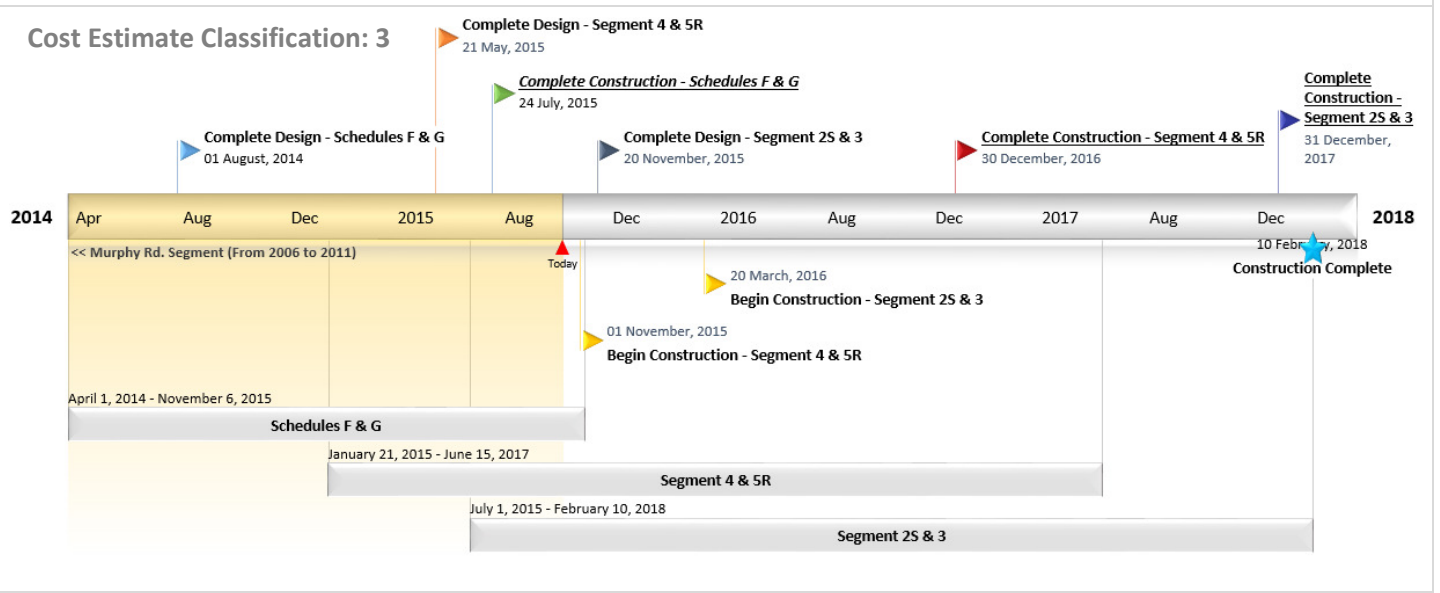 Cost Estimate Classification: 3
Complete Design - Segment 4 & 5R
21 May, 2015
Complete Construction - Schedules F & G
24 July, 2015
Complete
Construction -
Segment 2S & 3
31 December,
2017
Complete Design - Schedules F & G
01 August, 2014
Complete Design - Segment 2S & 3
20 November, 2015
Complete Construction - Segment 4 & 5R
30 December, 2016
2014 Apr Aug Dec 2015 Aug Dec 2016 Aug Dec 2017 Aug Dec 2018
<< Murphy Rd. Segment (From 2006 to 2011)
Today
10 February, 2018
Construction Complete
20 March, 2016
Begin Construction - Segment 2S & 3
01 November, 2015
Begin Construction - Segment 4 & 5R
April 1, 2014 - November 6, 2015
Schedules F & G
January 21, 2015 - June 15, 2017
Segment 4 & 5R
July 1, 2015 - February 10, 2018
Segment 2S & 3